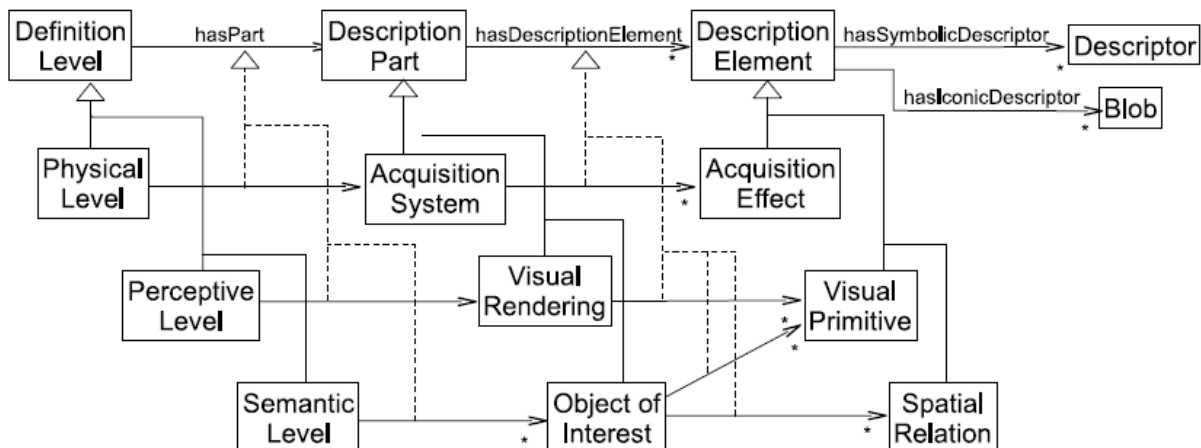 Definition
Level
hasPart
Description
Part
hasDescriptionElement
*
Description
Element
hasSymbolicDescriptor
*
Descriptor
hasIconicDescriptor
*
Blob
Physical
Level
Acquisition
System
*
Acquisition
Effect
Perceptive
Level
Visual
Rendering
*
*
Visual
Primitive
Semantic
Level
*
Object of
Interest
*
Spatial
Relation